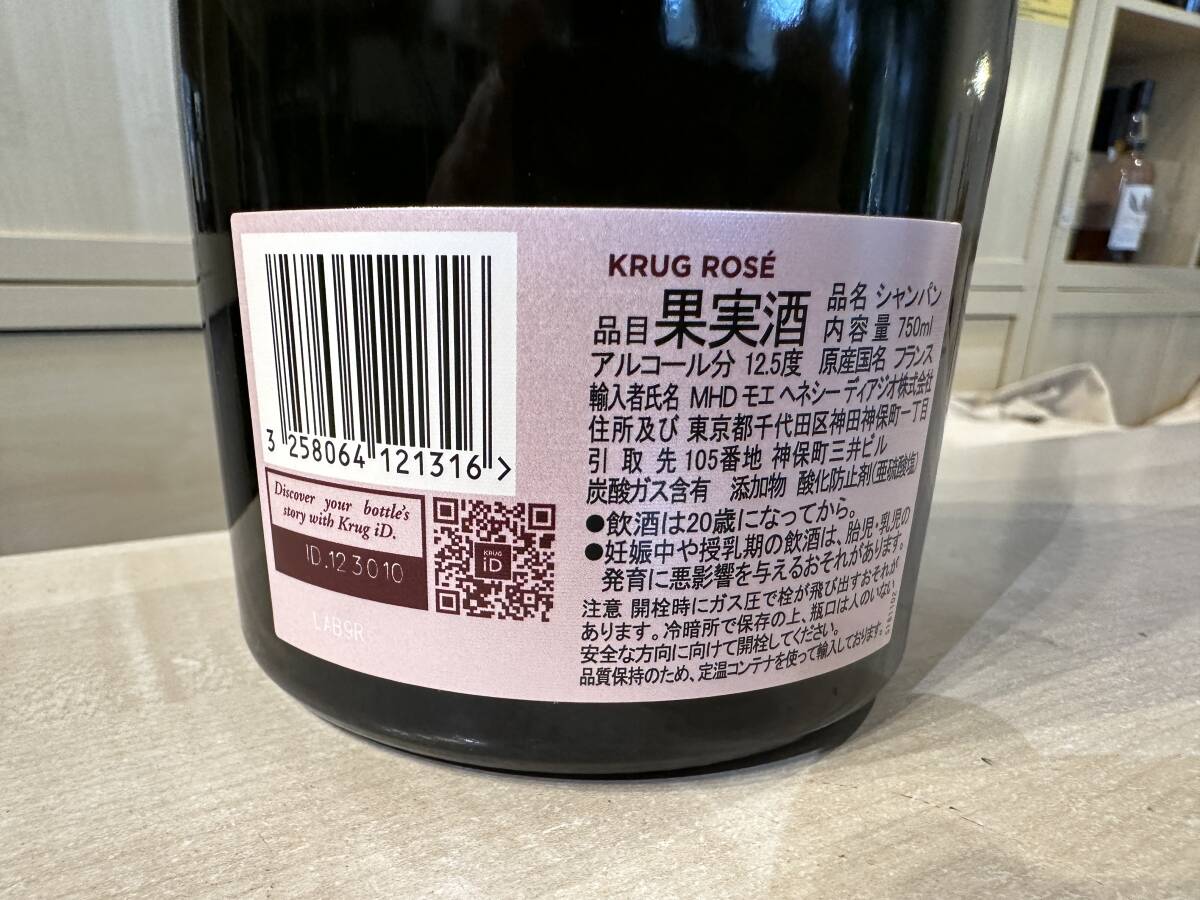 3 258064 121316 >
Discover your bottle's
story with Krug iD.
ID.123010
KRUG
iD
LAB9R
KRUG ROSÉ
品目 果実酒 品名 シャンパン
内容量 750ml
アルコール分 12.5度 原産国名 フランス
輸入者氏名 MHD モエ ヘネシー ディアジオ株式会社
住所及び 東京都千代田区神田神保町一丁目
引取先 105番地 神保町三井ビル
炭酸ガス含有 添加物 酸化防止剤(亜硫酸塩)
●飲酒は20歳になってから。
●妊娠中や授乳期の飲酒は、胎児・乳児の
発育に悪影響を与えるおそれがあります。
注意 開栓時にガス圧で栓が飛び出すおそれが
あります。冷暗所で保存の上、瓶口は人のいない
安全な方向に向けて開栓してください。
品質保持のため、定温コンテナを使って輸入しております。